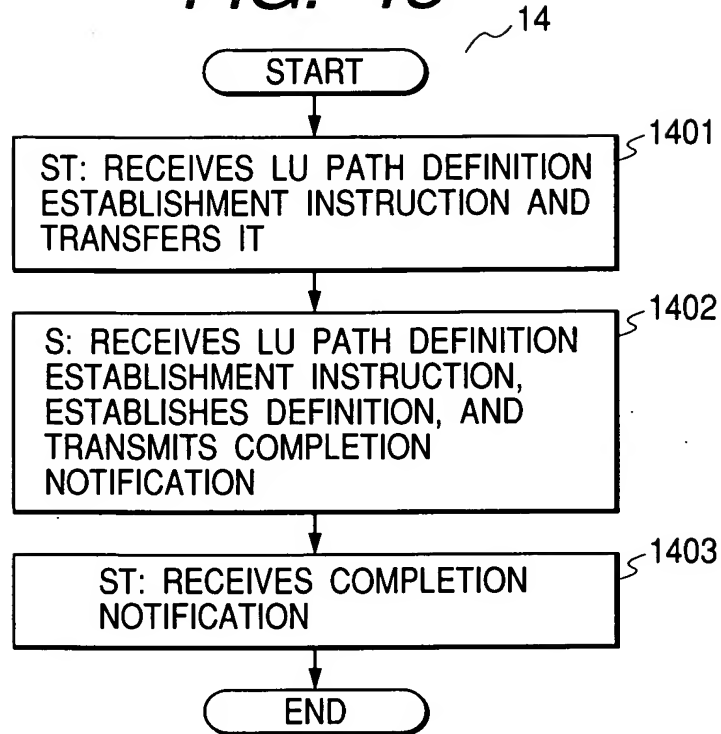 14
START
1401
ST: RECEIVES LU PATH DEFINITION
ESTABLISHMENT INSTRUCTION AND
TRANSFERS IT
1402
S: RECEIVES LU PATH DEFINITION
ESTABLISHMENT INSTRUCTION,
ESTABLISHES DEFINITION, AND
TRANSMITS COMPLETION
NOTIFICATION
1403
ST: RECEIVES COMPLETION
NOTIFICATION
END